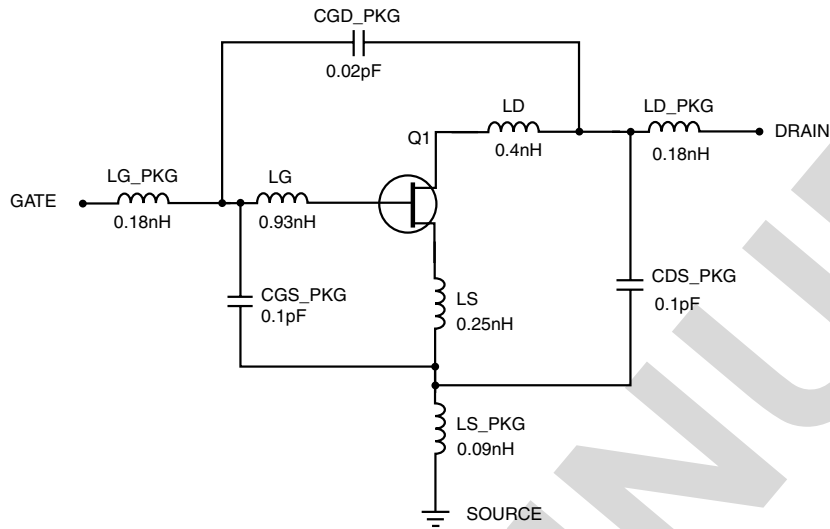 CGD_PKG
0.02pF
LD
LD_PKG
Q1
DRAIN
0.4nH
0.18nH
LG_PKG
LG
GATE
0.18nH
0.93nH
CGS_PKG
0.1pF
LS
0.25nH
CDS_PKG
0.1pF
LS_PKG
0.09nH
SOURCE
INU